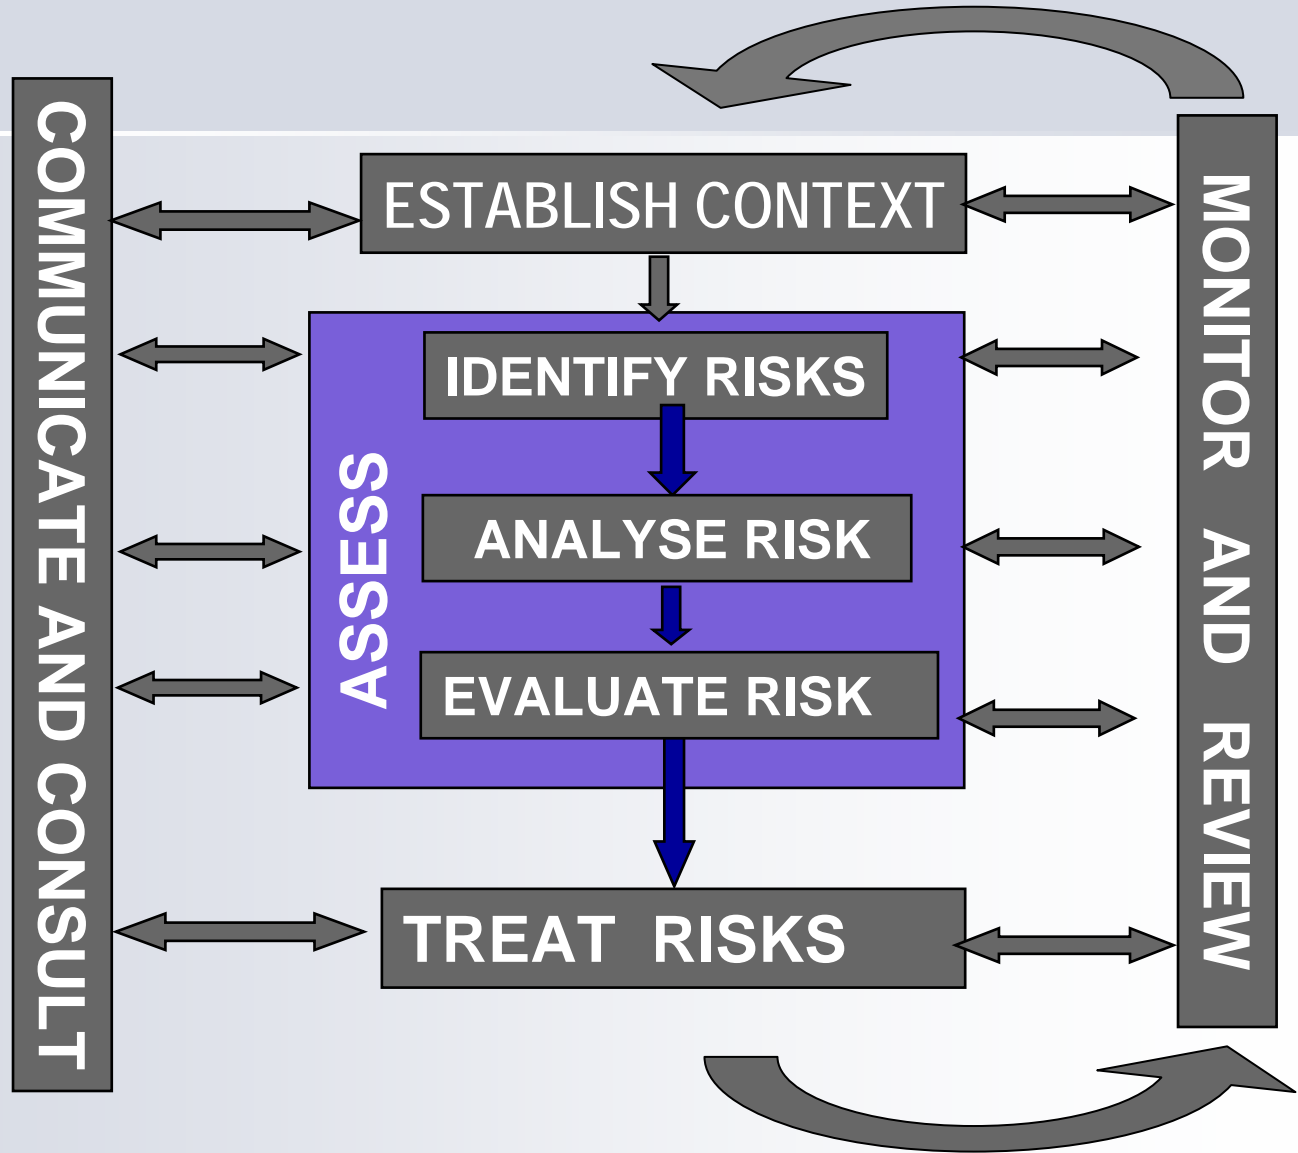 COMMUNICATE AND CONSULT
ESTABLISH CONTEXT
ASSESS
IDENTIFY RISKS
ANALYSE RISK
EVALUATE RISK
TREAT RISKS
MONITOR AND REVIEW